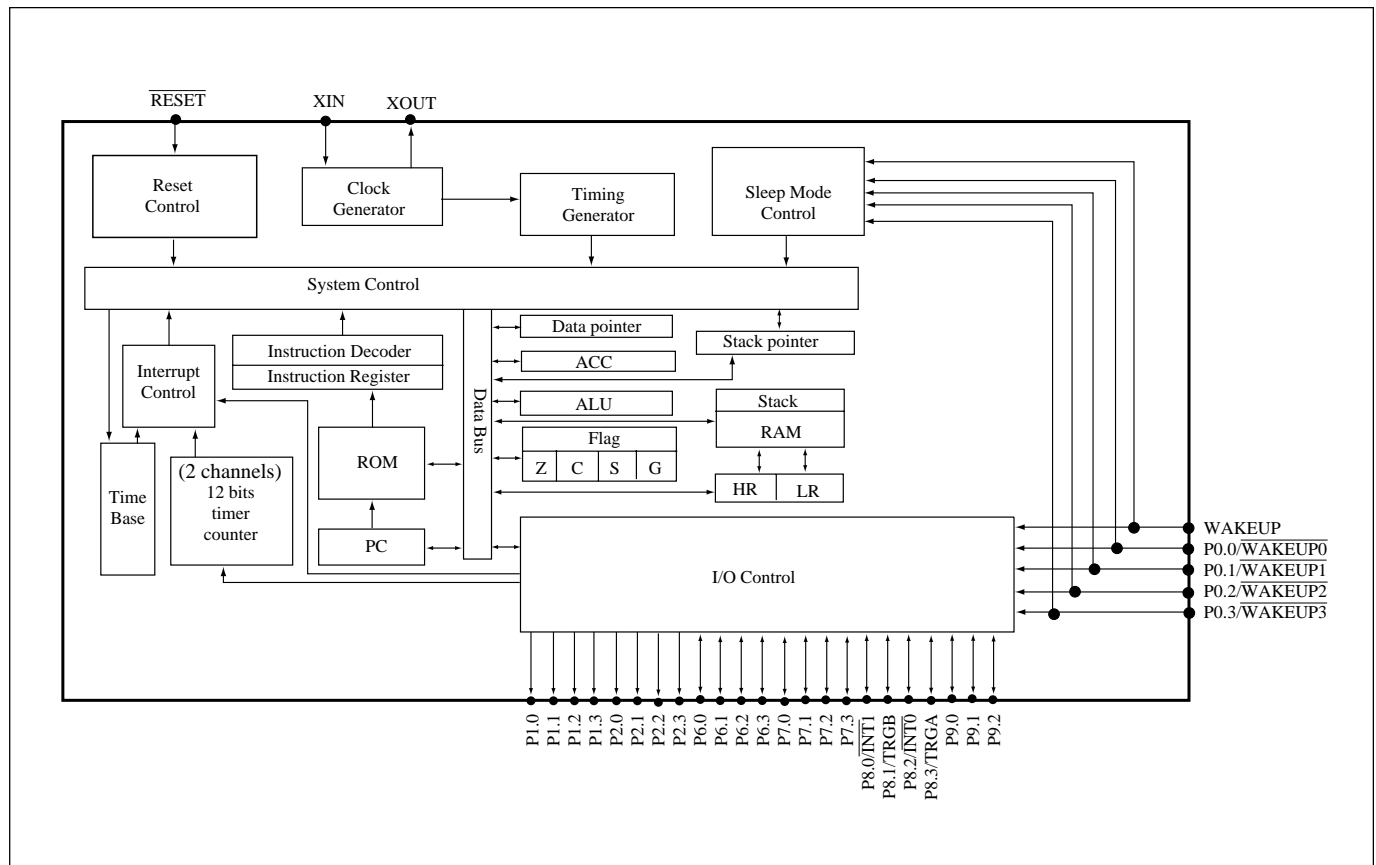 RESET
XIN
XOUT
Reset
Control
Clock
Generator
Timing
Generator
Sleep Mode
Control
System Control
Interrupt
Control
Instruction Decoder
Instruction Register
Data Bus
Data pointer
Stack pointer
ACC
ALU
Stack
RAM
Flag
Z C S G
HR LR
ROM
Time
Base
(2 channels)
12 bits
timer
counter
PC
I/O Control
WAKEUP
P0.0/WAKEUP0
P0.1/WAKEUP1
P0.2/WAKEUP2
P0.3/WAKEUP3
P1.0
P1.1
P1.2
P1.3
P2.0
P2.1
P2.2
P2.3
P6.0
P6.1
P6.2
P6.3
P7.0
P7.1
P7.2
P7.3
P8.0/INT1
P8.1/TRGB
P8.2/INT0
P8.3/TRGA
P9.0
P9.1
P9.2